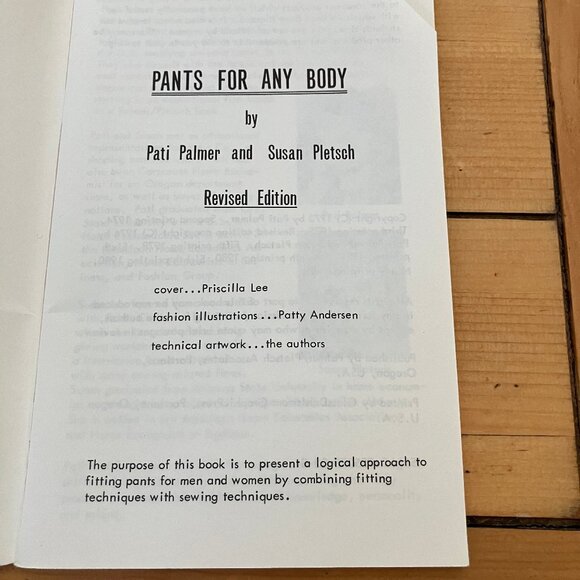 PANTS FOR ANY BODY
by
Pati Palmer and Susan Pletsch
Revised Edition
cover...Priscilla Lee
fashion illustrations...Patty Andersen
technical artwork...the authors
The purpose of this book is to present a logical approach to
fitting pants for men and women by combining fitting
techniques with sewing techniques.